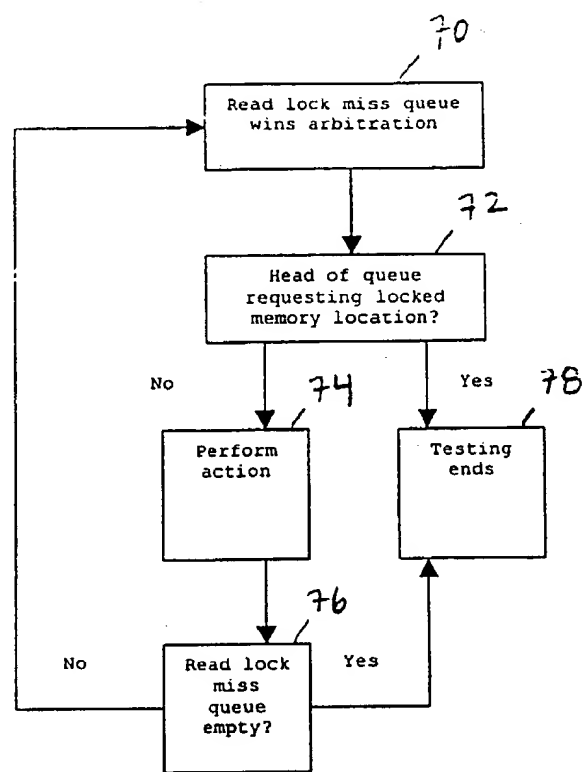 70
Read lock miss queue
wins arbitration
72
Head of queue
requesting locked
memory location?
No
74
Yes
78
Perform
action
Testing
ends
76
No
Read lock
miss
queue
empty?
Yes